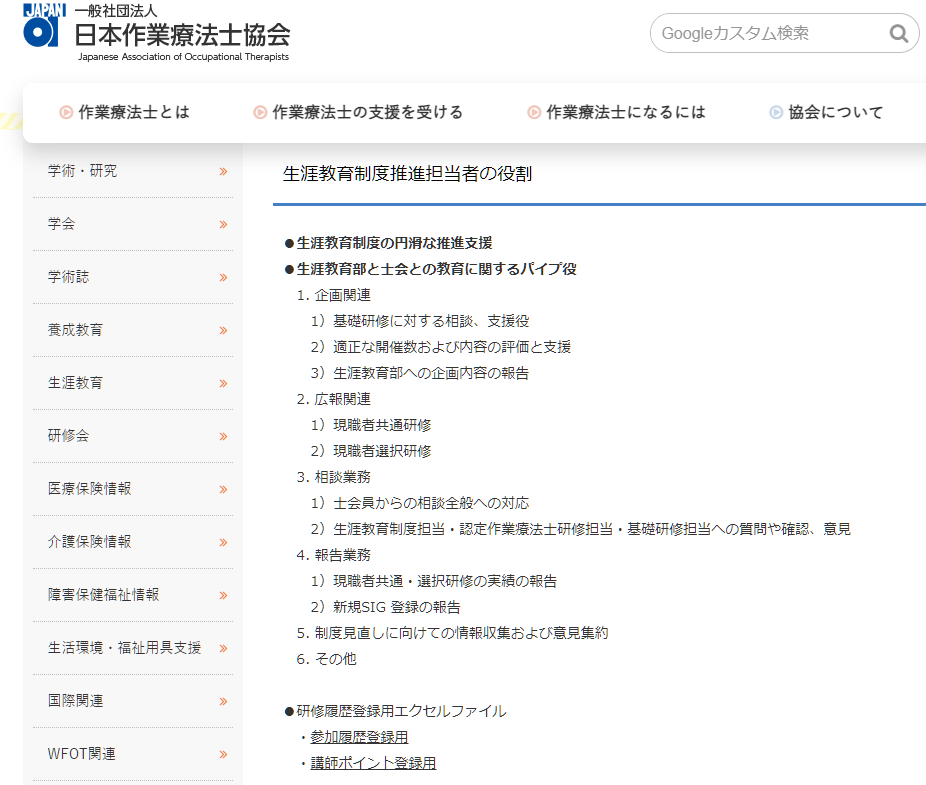 JAPAN
一般社団法人
日本作業療法士協会
Japanese Association of Occupational Therapists
Googleカスタム検索
作業療法士とは
作業療法士の支援を受ける
作業療法士になるには
協会について
学術・研究
学会
学術誌
養成教育
生涯教育
研修会
医療保険情報
介護保険情報
障害保健福祉情報
生活環境・福祉用具支援
国際関連
WFOT関連
生涯教育制度推進担当者の役割
●生涯教育制度の円滑な推進支援
●生涯教育部と士会との教育に関するパイプ役
1. 企画関連
1）基礎研修に対する相談、支援役
2）適正な開催数および内容の評価と支援
3）生涯教育部への企画内容の報告
2. 広報関連
1）現職者共通研修
2）現職者選択研修
3. 相談業務
1）士会員からの相談全般への対応
2）生涯教育制度担当・認定作業療法士研修担当・基礎研修担当への質問や確認、意見
4. 報告業務
1）現職者共通・選択研修の実績の報告
2）新規SIG 登録の報告
5. 制度見直しに向けての情報収集および意見集約
6. その他
●研修履歴登録用エクセルファイル
・参加履歴登録用
・講師ポイント登録用